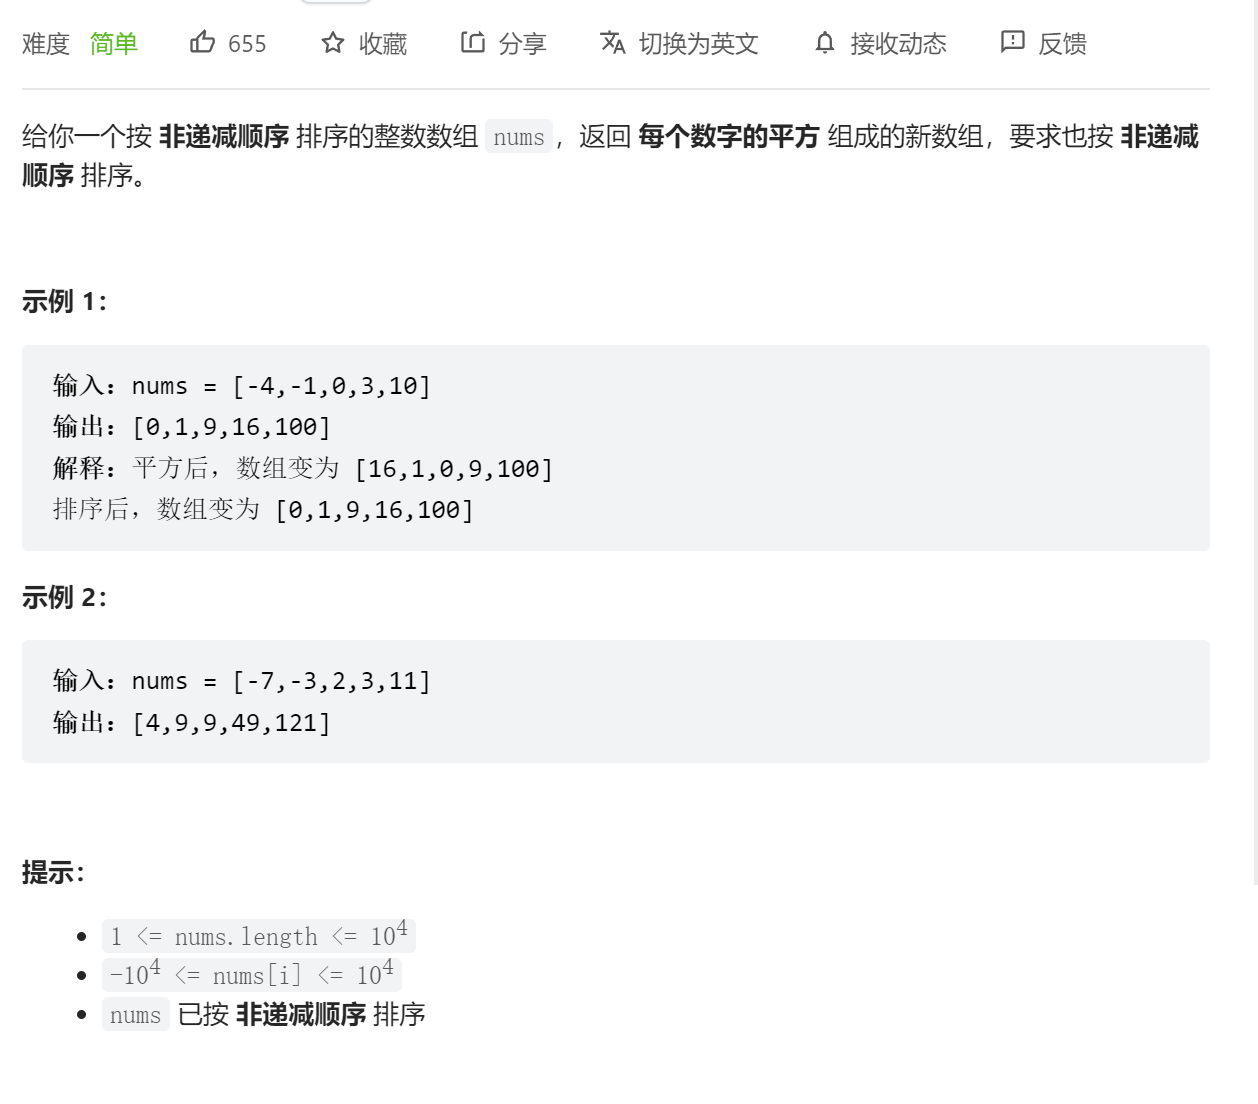 难度 简单 655 收藏 分享 切换为英文 接收动态 反馈
给你一个按 非递减顺序 排序的整数数组 nums，返回 每个数字的平方 组成的新数组，要求也按 非递减
顺序 排序。
示例 1：
输入：nums = [-4,-1,0,3,10]
输出：[0,1,9,16,100]
解释：平方后，数组变为 [16,1,0,9,100]
排序后，数组变为 [0,1,9,16,100]
示例 2：
输入：nums = [-7,-3,2,3,11]
输出：[4,9,9,49,121]
提示：
• 1 <= nums.length <= 10⁴
• -10⁴ <= nums[i] <= 10⁴
• nums 已按 非递减顺序 排序